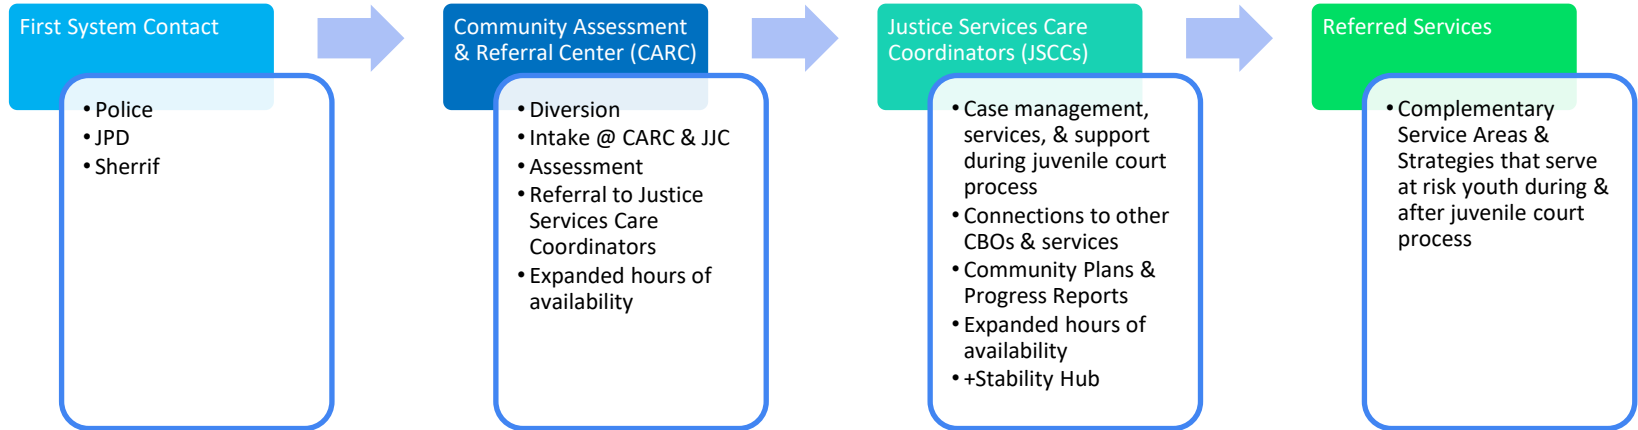 First System Contact
• Police
• JPD
• Sherrif
Community Assessment
& Referral Center (CARC)
• Diversion
• Intake @ CARC & JJC
• Assessment
• Referral to Justice
Services Care
Coordinators
• Expanded hours of
availability
Justice Services Care
Coordinators (JSCCs)
• Case management,
services, & support
during juvenile court
process
• Connections to other
CBOs & services
• Community Plans &
Progress Reports
• Expanded hours of
availability
• +Stability Hub
Referred Services
• Complementary
Service Areas &
Strategies that serve
at risk youth during &
after juvenile court
process